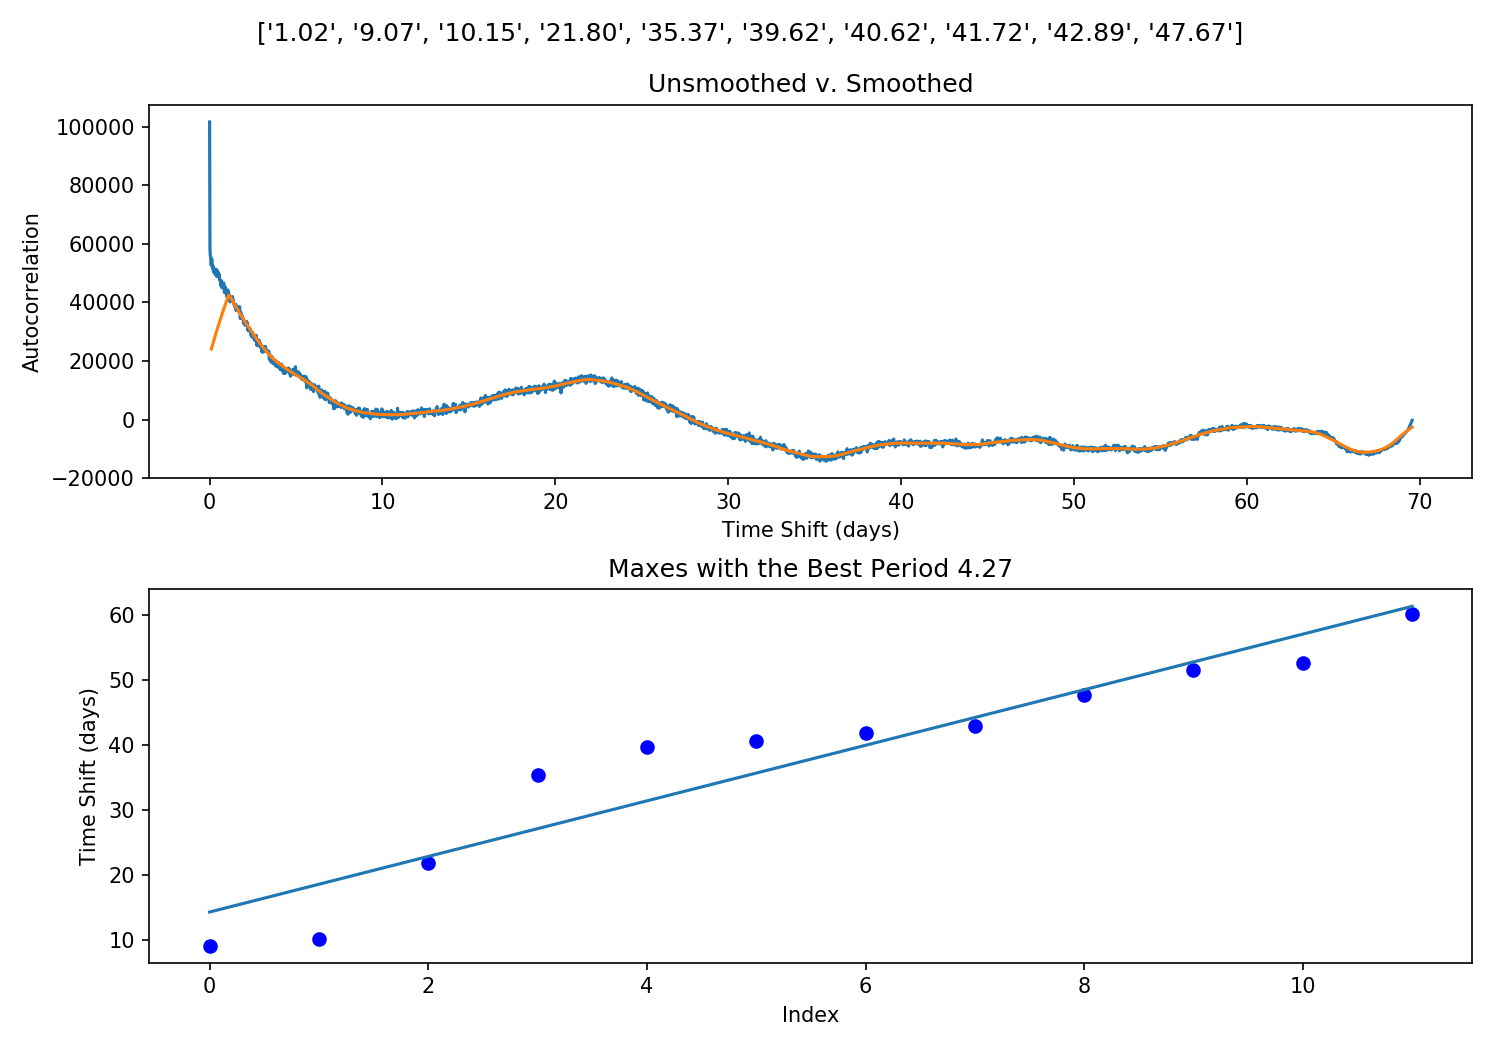 ['1.02', '9.07', '10.15', '21.80', '35.37', '39.62', '40.62', '41.72', '42.89', '47.67']
Unsmoothed v. Smoothed
100000
80000
60000
40000
20000
0
−20000
Autocorrelation
0 10 20 30 40 50 60 70
Time Shift (days)
Maxes with the Best Period 4.27
60
50
40
30
20
10
Time Shift (days)
0 2 4 6 8 10
Index